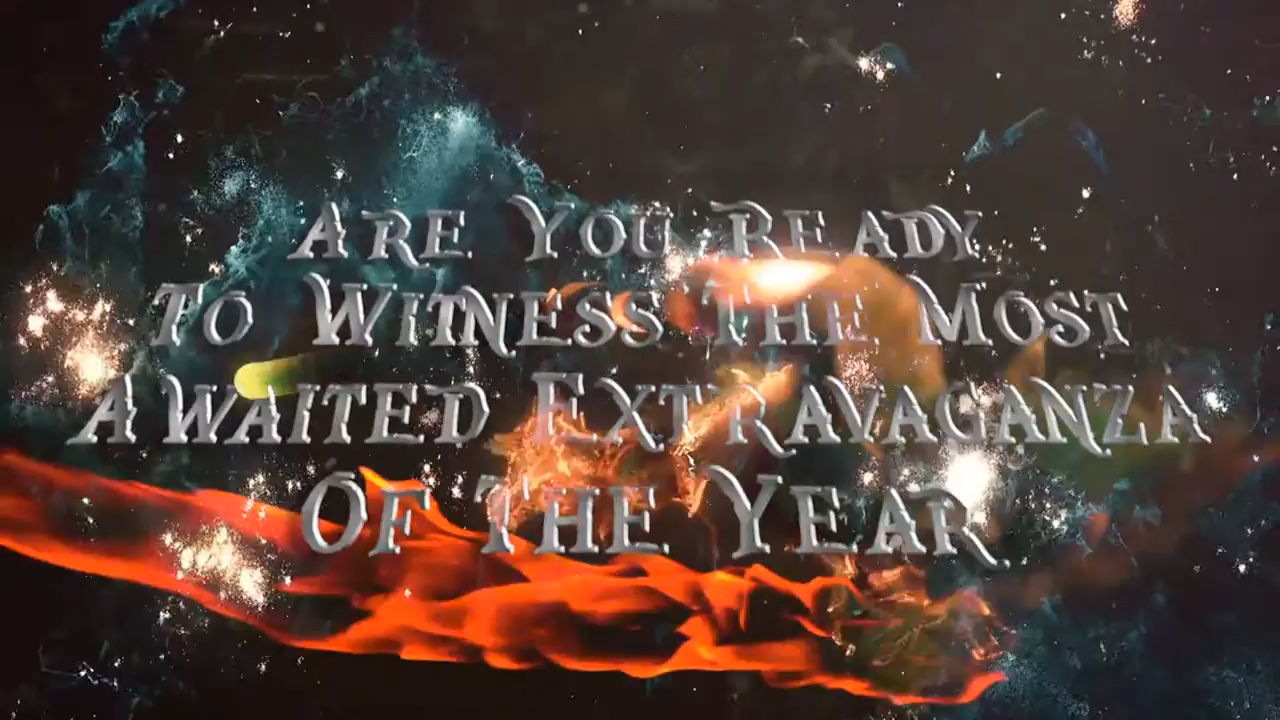 Are You Ready
To Witness The Most
Awaited Extravaganza
Of The Year